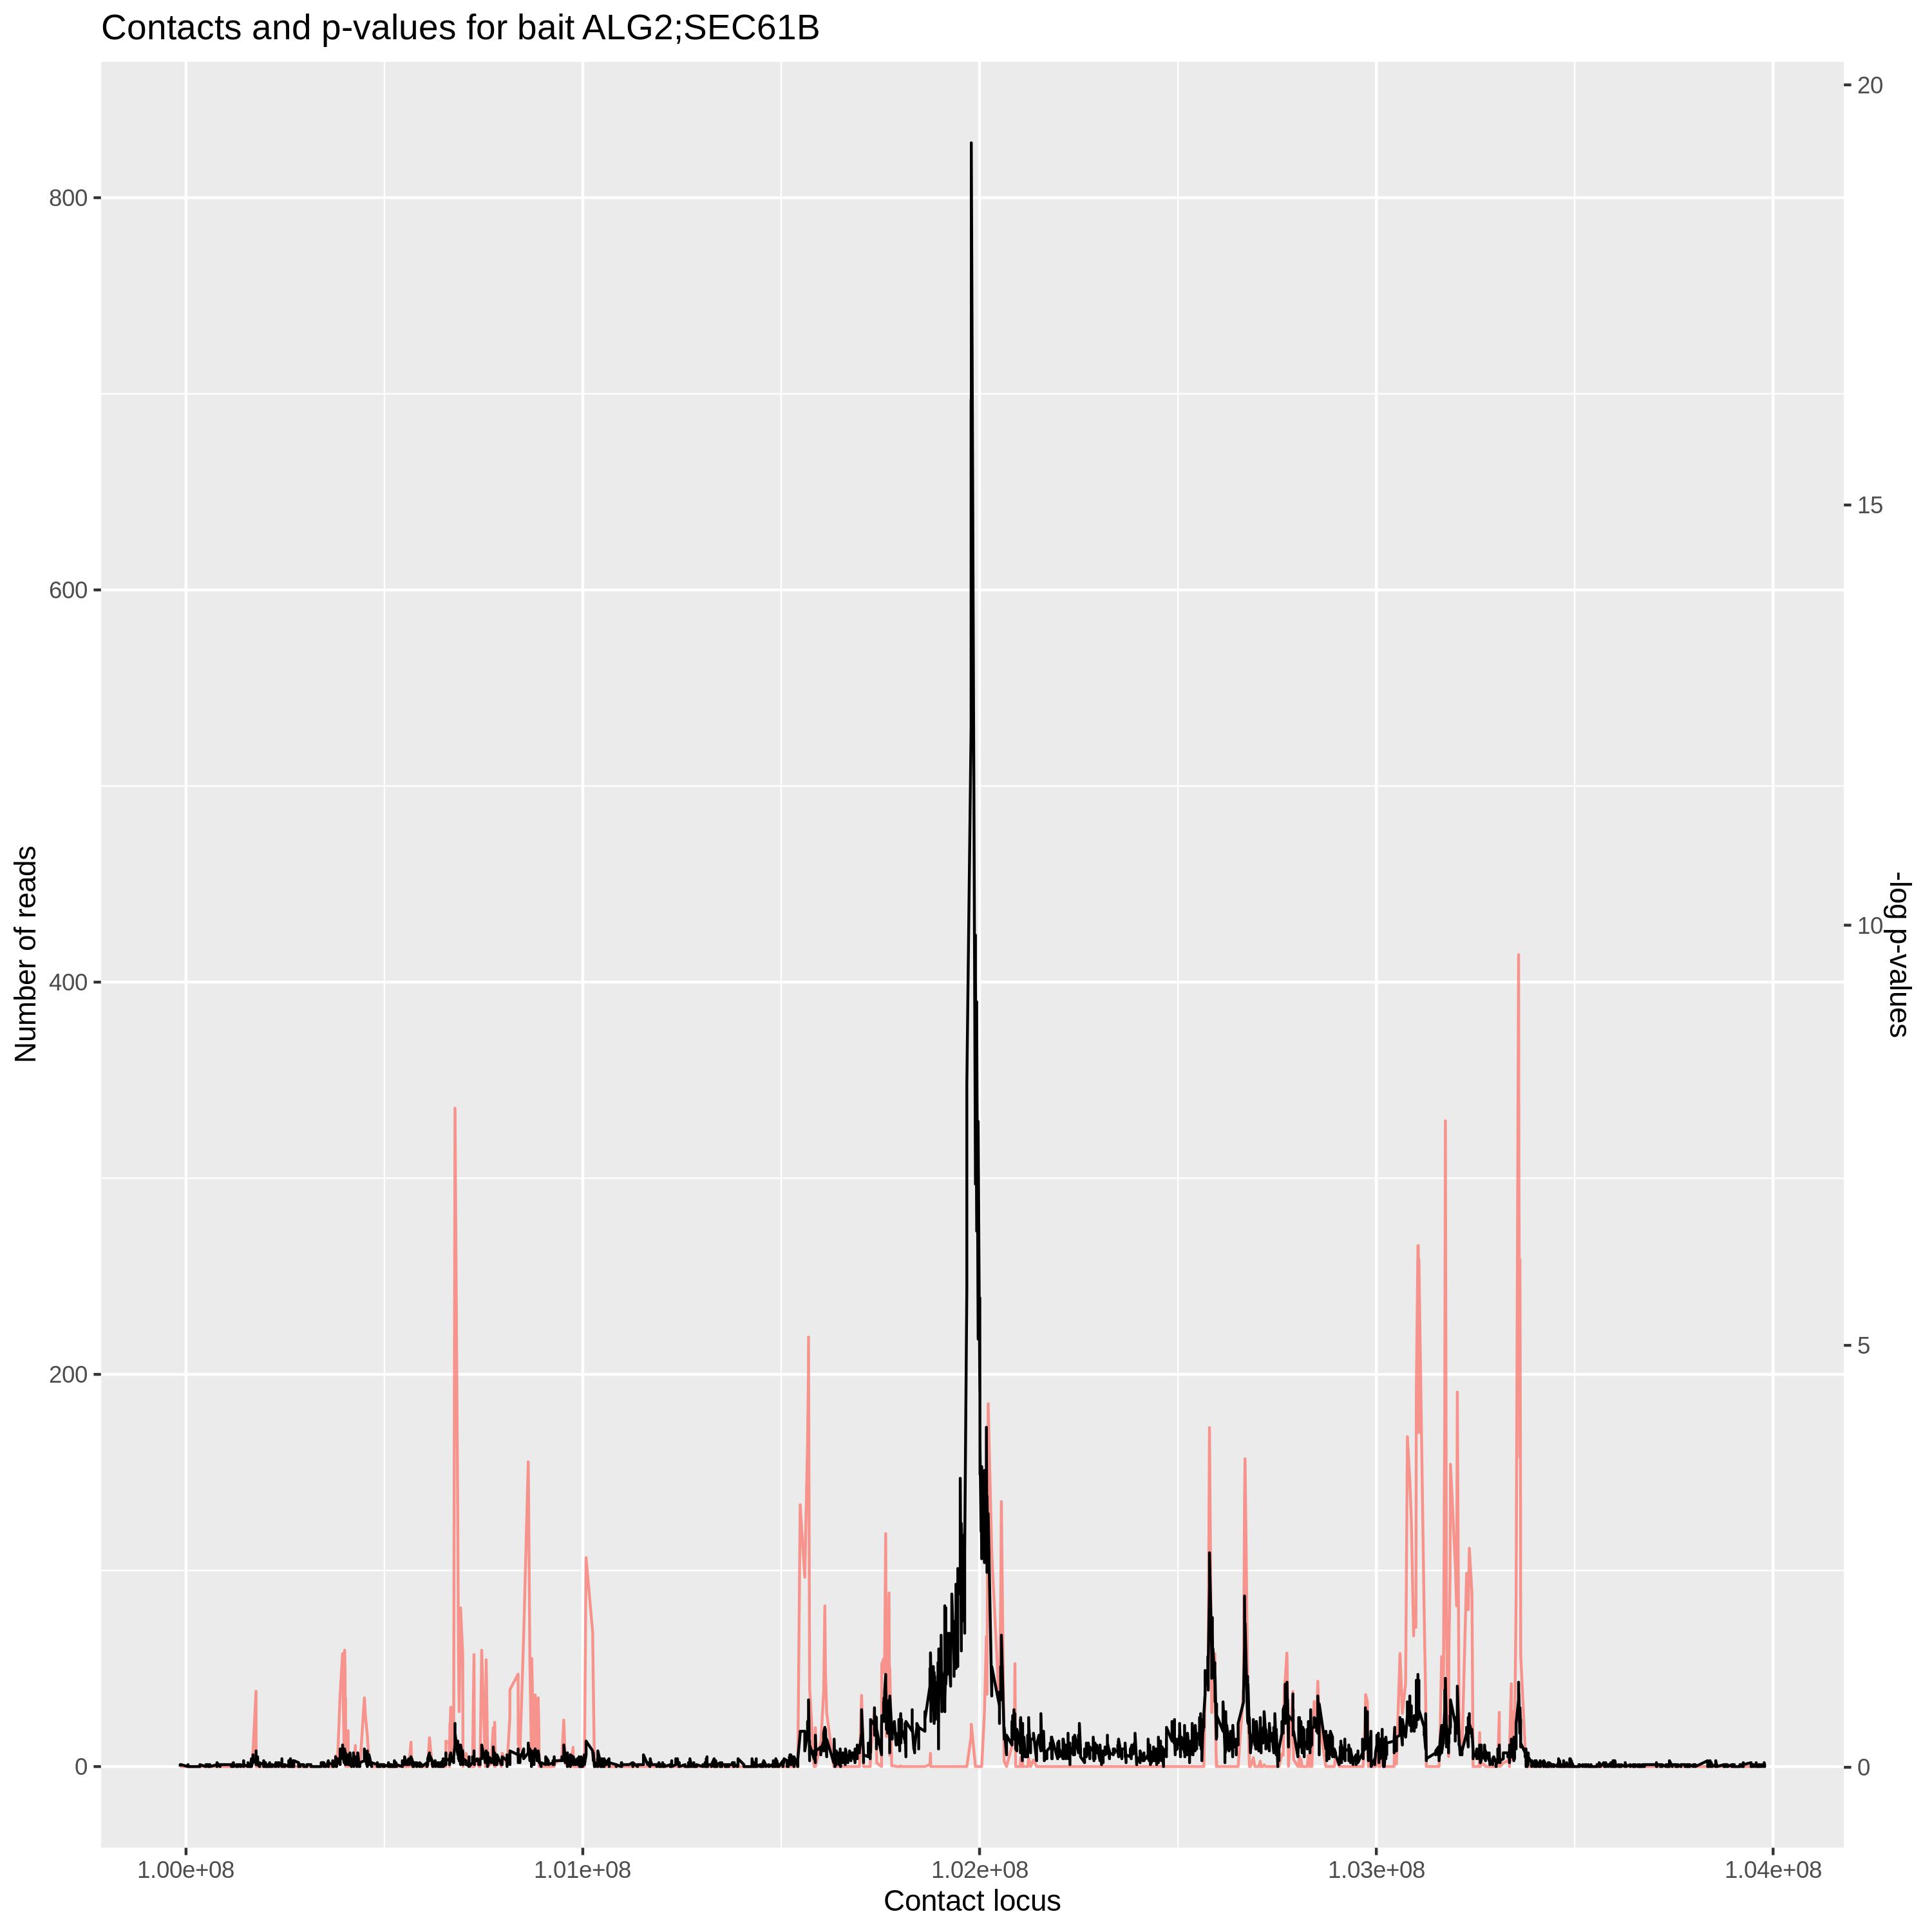 Contacts and p-values for bait ALG2;SEC61B
Number of reads
800
600
400
200
0
20
15
10
5
0
-log p-values
1.00e+08
1.01e+08
1.02e+08
1.03e+08
1.04e+08
Contact locus